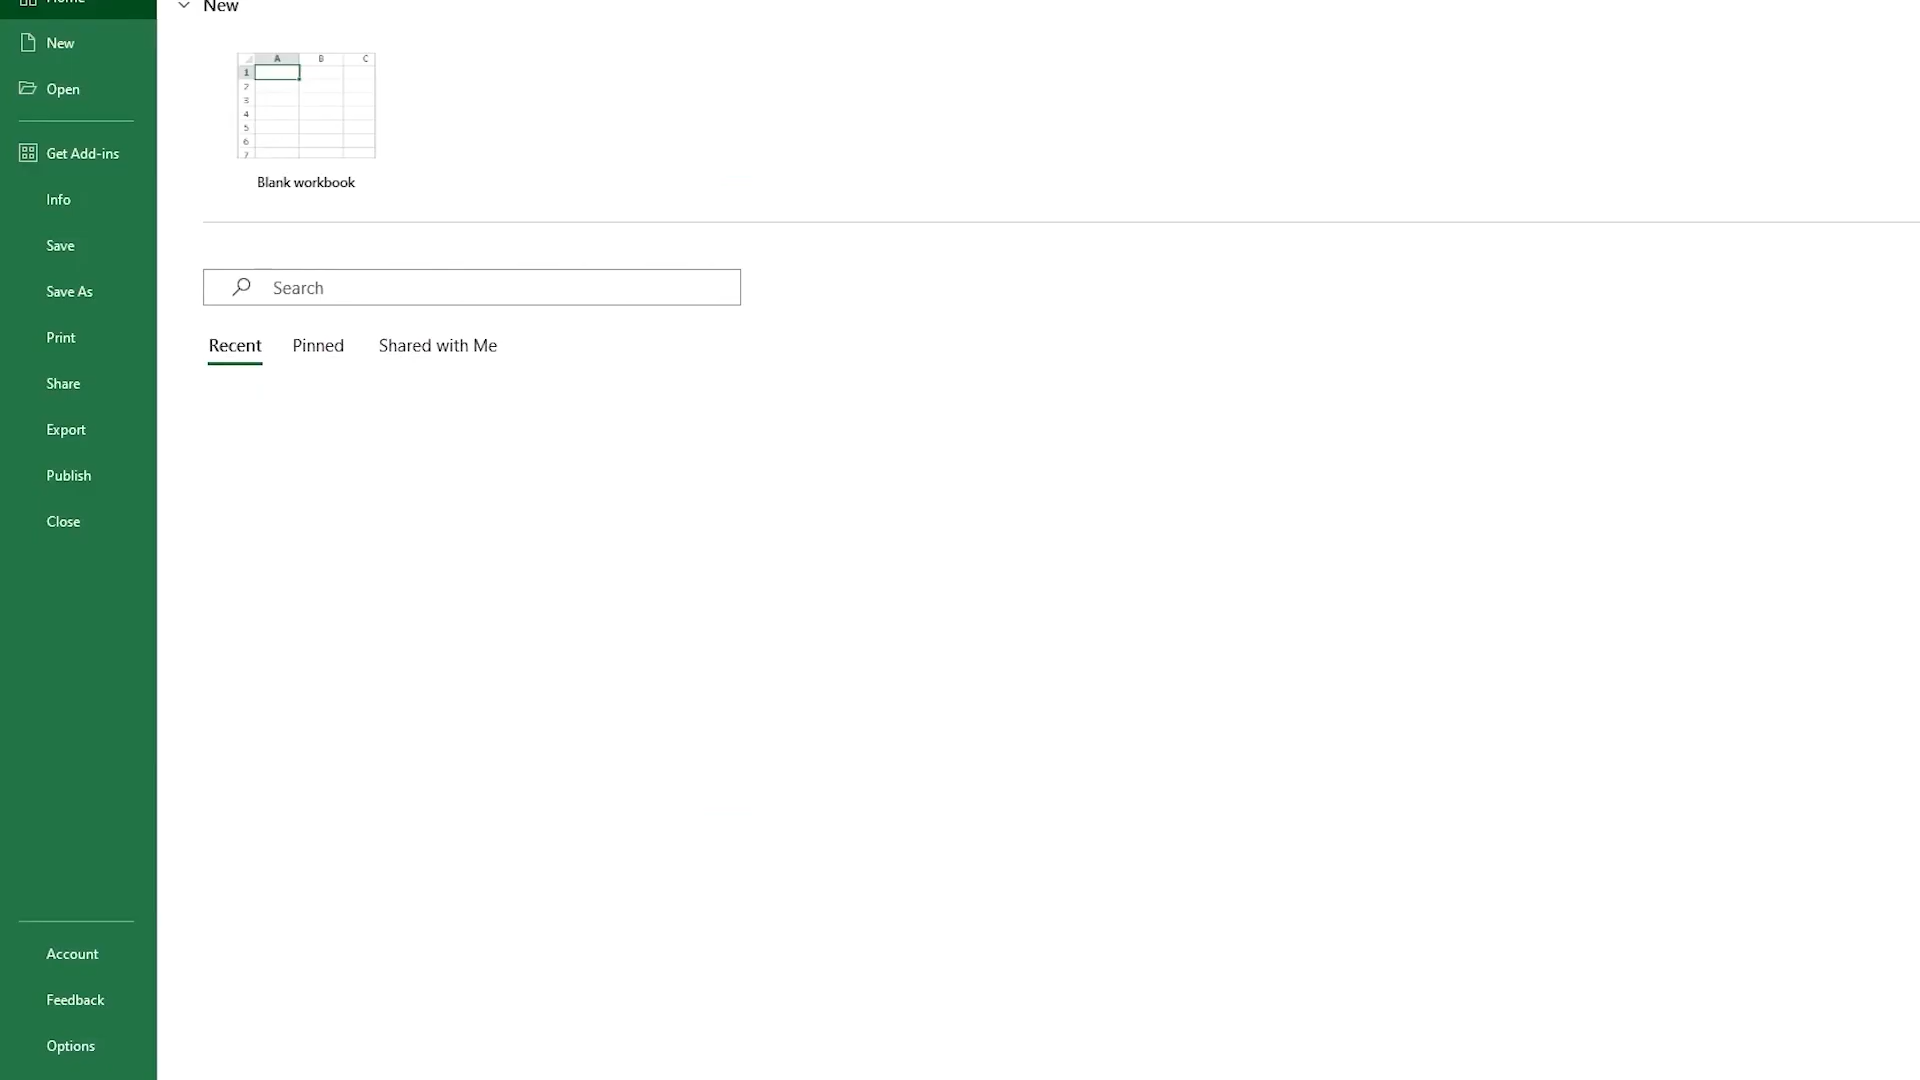 Home
New
Open
Get Add-ins
Info
Save
Save As
Print
Share
Export
Publish
Close
Account
Feedback
Options
New
A B C
1
2
3
4
5
6
7
Blank workbook
Search
Recent Pinned Shared with Me